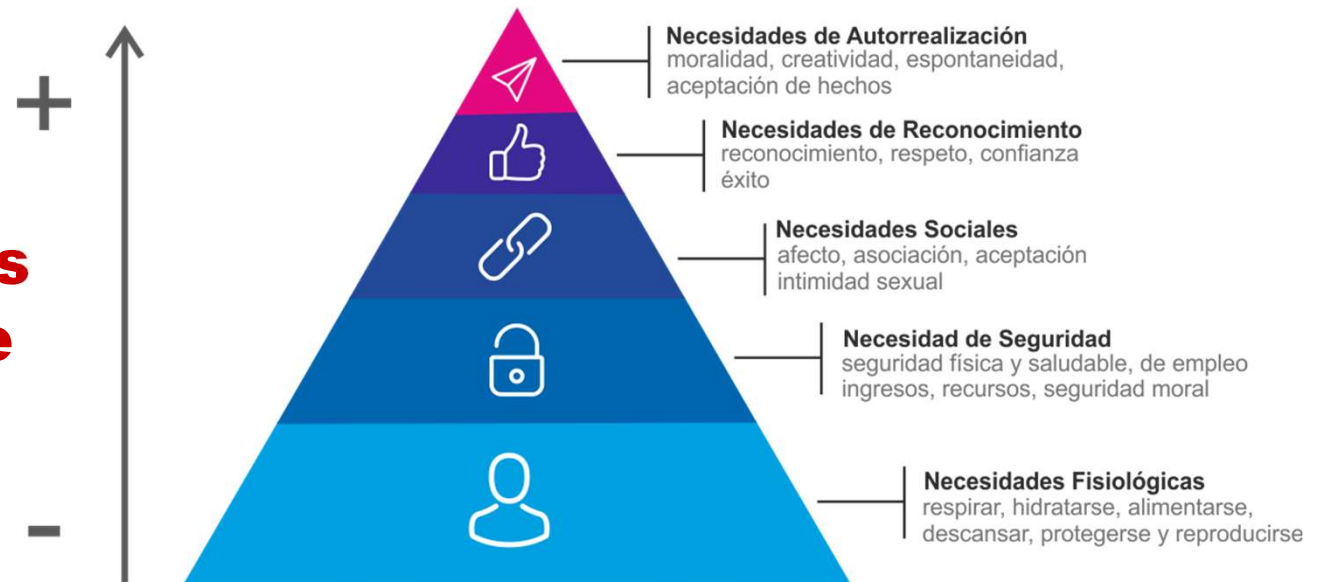 +
Necesidades de Autorrealización
moralidad, creatividad, espontaneidad,
aceptación de hechos
Necesidades de Reconocimiento
reconocimiento, respeto, confianza
éxito
Necesidades Sociales
afecto, asociación, aceptación
intimidad sexual
Necesidad de Seguridad
seguridad física y saludable, de empleo
ingresos, recursos, seguridad moral
Necesidades Fisiológicas
respirar, hidratarse, alimentarse,
descansar, protegerse y reproducirse
-